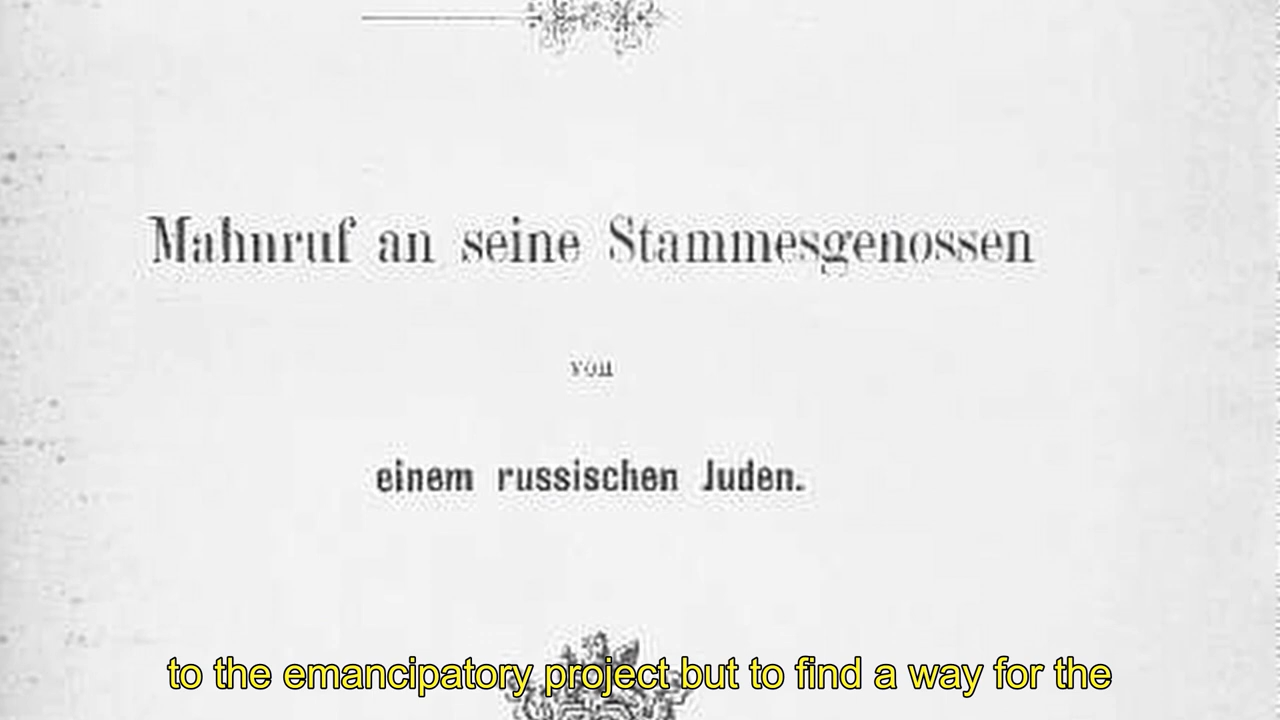 Mahnruf an seine Stammesgenossen
von
einem russischen Juden.
to the emancipatory project but to find a way for the